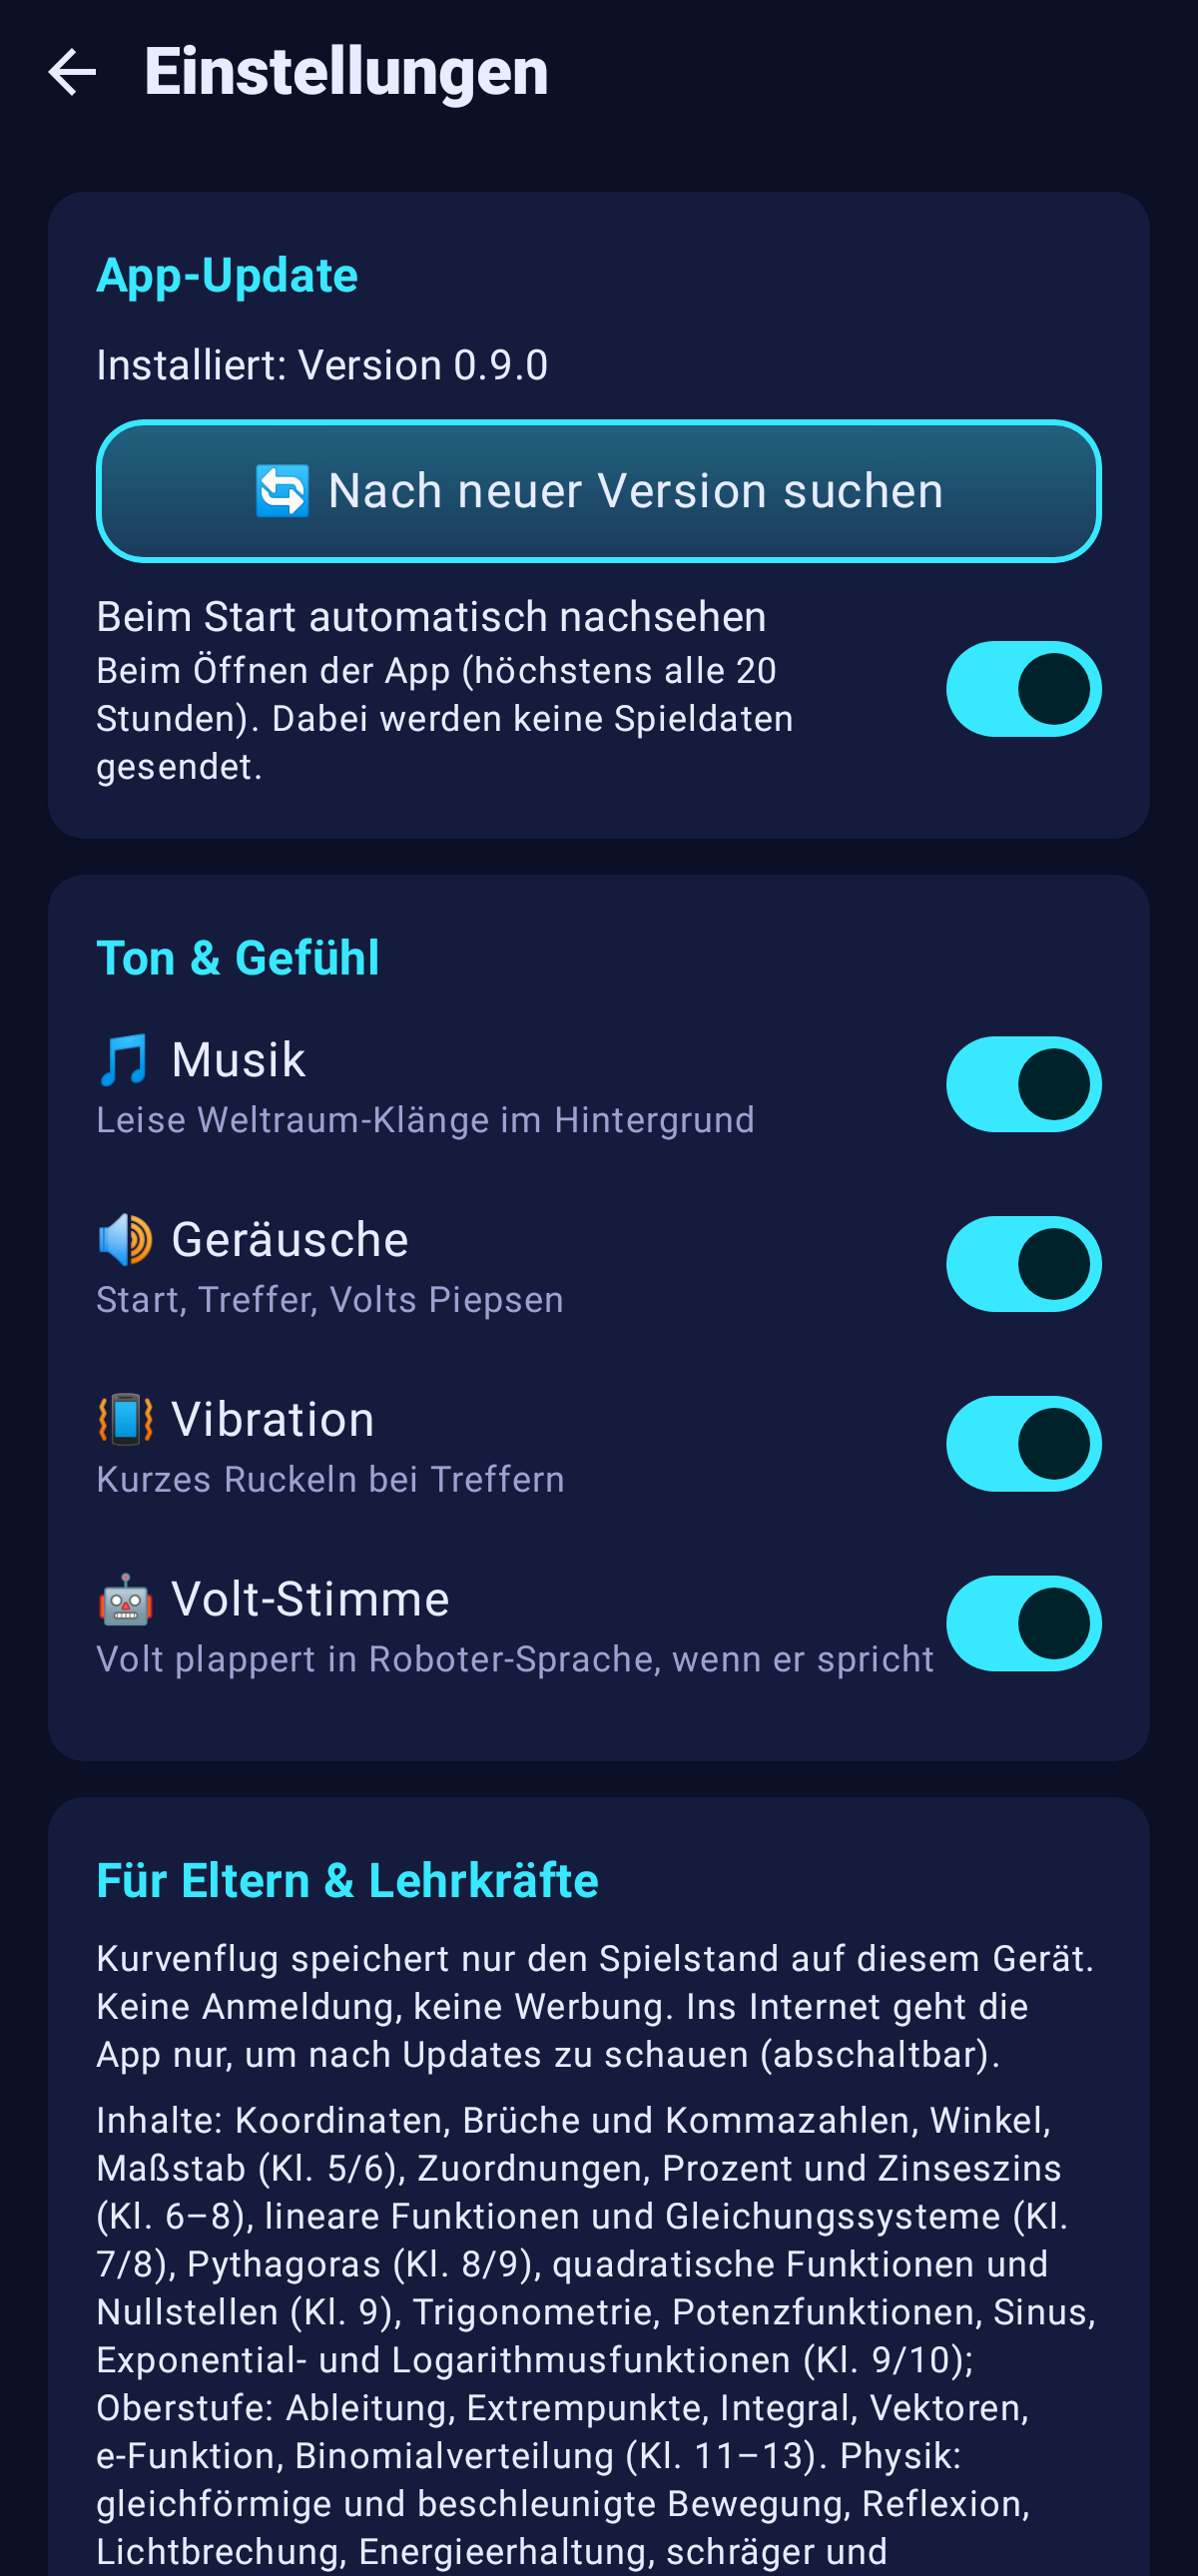 Einstellungen
App-Update
Installiert: Version 0.9.0
Nach neuer Version suchen
Beim Start automatisch nachsehen
Beim Öffnen der App (höchstens alle 20
Stunden). Dabei werden keine Spieldaten
gesendet.
Ton & Gefühl
Musik
Leise Weltraum-Klänge im Hintergrund
Geräusche
Start, Treffer, Volts Piepsen
Vibration
Kurzes Ruckeln bei Treffern
Volt-Stimme
Volt plappert in Roboter-Sprache, wenn er spricht
Für Eltern & Lehrkräfte
Kurvenflug speichert nur den Spielstand auf diesem Gerät.
Keine Anmeldung, keine Werbung. Ins Internet geht die
App nur, um nach Updates zu schauen (abschaltbar).
Inhalte: Koordinaten, Brüche und Kommazahlen, Winkel,
Maßstab (Kl. 5/6), Zuordnungen, Prozent und Zinseszins
(Kl. 6–8), lineare Funktionen und Gleichungssysteme (Kl.
7/8), Pythagoras (Kl. 8/9), quadratische Funktionen und
Nullstellen (Kl. 9), Trigonometrie, Potenzfunktionen, Sinus,
Exponential- und Logarithmusfunktionen (Kl. 9/10);
Oberstufe: Ableitung, Extrempunkte, Integral, Vektoren,
e-Funktion, Binomialverteilung (Kl. 11–13). Physik:
gleichförmige und beschleunigte Bewegung, Reflexion,
Lichtbrechung, Energieerhaltung, schräger und